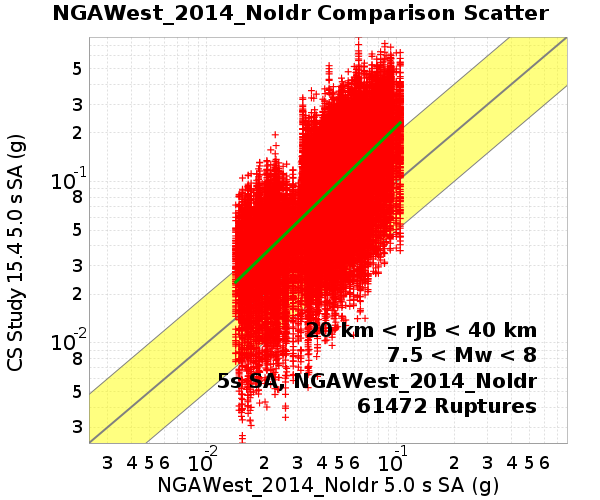 NGAWest_2014_NoIdr Comparison Scatter
CS Study 15.4 5.0 s SA (g)
5
3
2
10^-1
8
5
3
2
10^-2
8
5
3
20 km < rJB < 40 km
7.5 < Mw < 8
5s SA, NGAWest_2014_NoIdr
61472 Ruptures
3 4 5 6 10^-2 2 3 4 5 6 10^-1 2 3 4 5 6
NGAWest_2014_NoIdr 5.0 s SA (g)